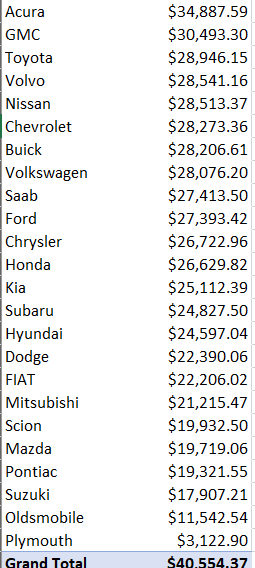 Acura $34,887.59
GMC $30,493.30
Toyota $28,946.15
Volvo $28,541.16
Nissan $28,513.37
Chevrolet $28,273.36
Buick $28,206.61
Volkswagen $28,076.20
Saab $27,413.50
Ford $27,393.42
Chrysler $26,722.96
Honda $26,629.82
Kia $25,112.39
Subaru $24,827.50
Hyundai $24,597.04
Dodge $22,390.06
FIAT $22,206.02
Mitsubishi $21,215.47
Scion $19,932.50
Mazda $19,719.06
Pontiac $19,321.55
Suzuki $17,907.21
Oldsmobile $11,542.54
Plymouth $3,122.90
Grand Total $40,554.37